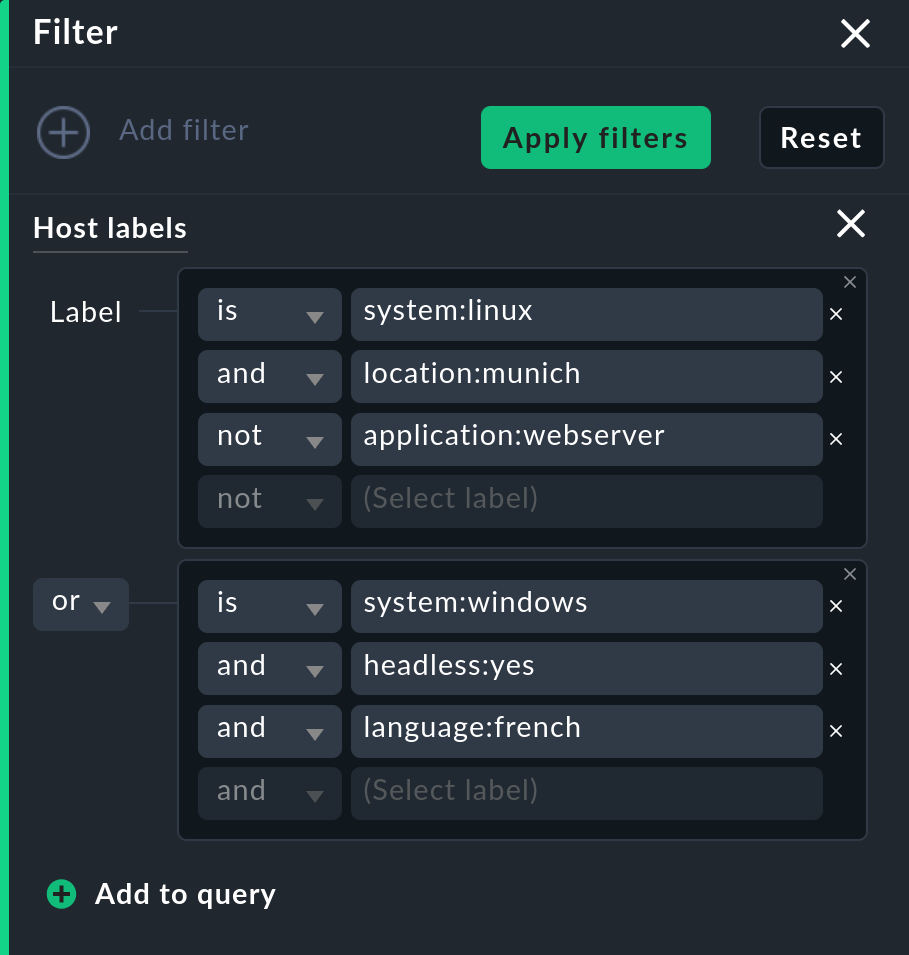 Filter
Add filter
Apply filters
Reset
Host labels
Label
is
system:linux
and
location:munich
not
application:webserver
not
(Select label)
or
is
system:windows
and
headless:yes
and
language:french
and
(Select label)
Add to query